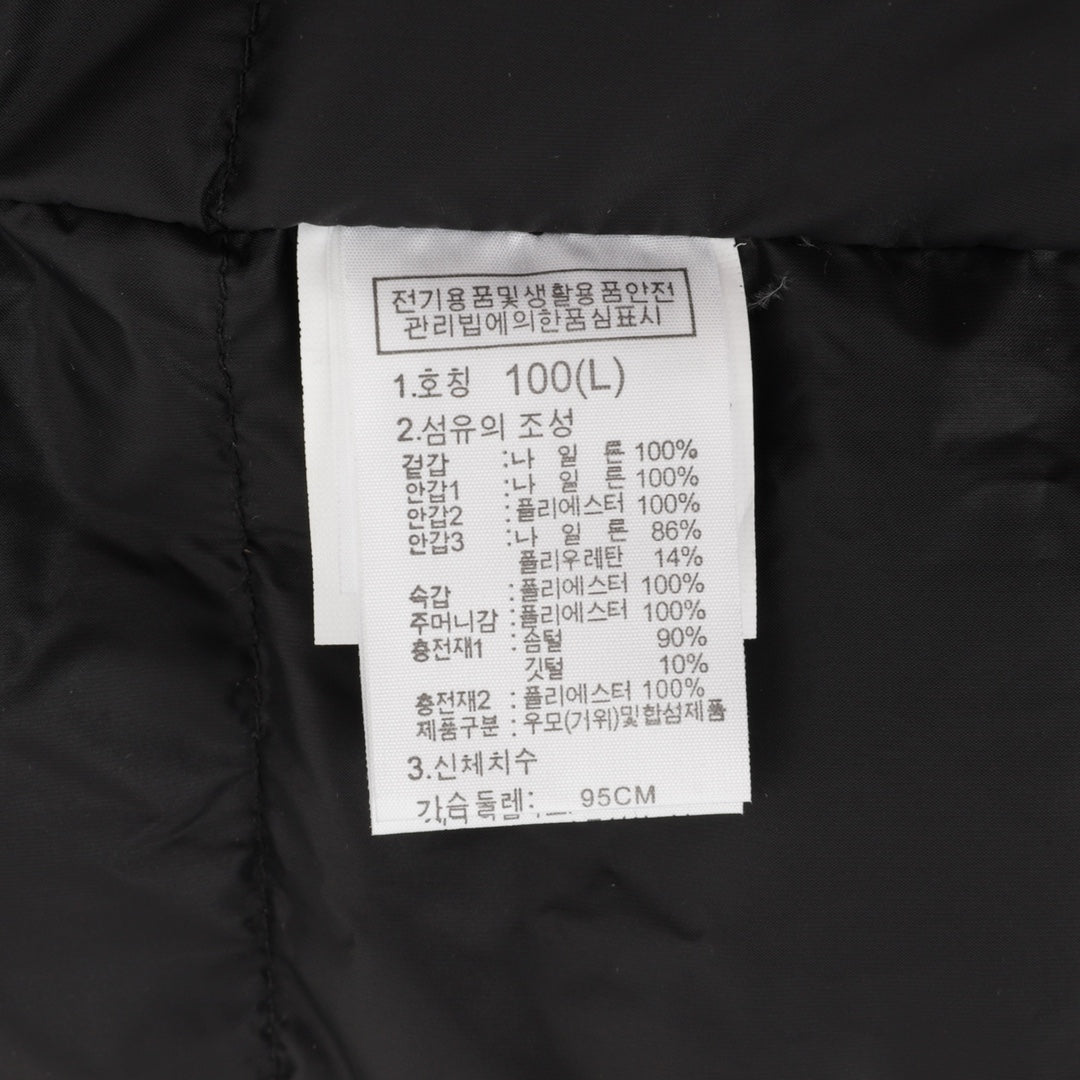 전기용품및생활용품안전
관리법에의한품심표시
1.호칭 100(L)
2.섬유의 조성
겉감 :나 일 론 100%
안감1 :나 일 론 100%
안감2 :폴리에스터 100%
안감3 :나 일 론 86%
폴리우레탄 14%
속감 :폴리에스터 100%
주머니감 :폴리에스터 100%
충전재1 :솜털 90%
깃털 10%
충전재2 :폴리에스터 100%
제품구분 :우모(거위)및합섬제품
3.신체치수
가슴둘레: 95CM